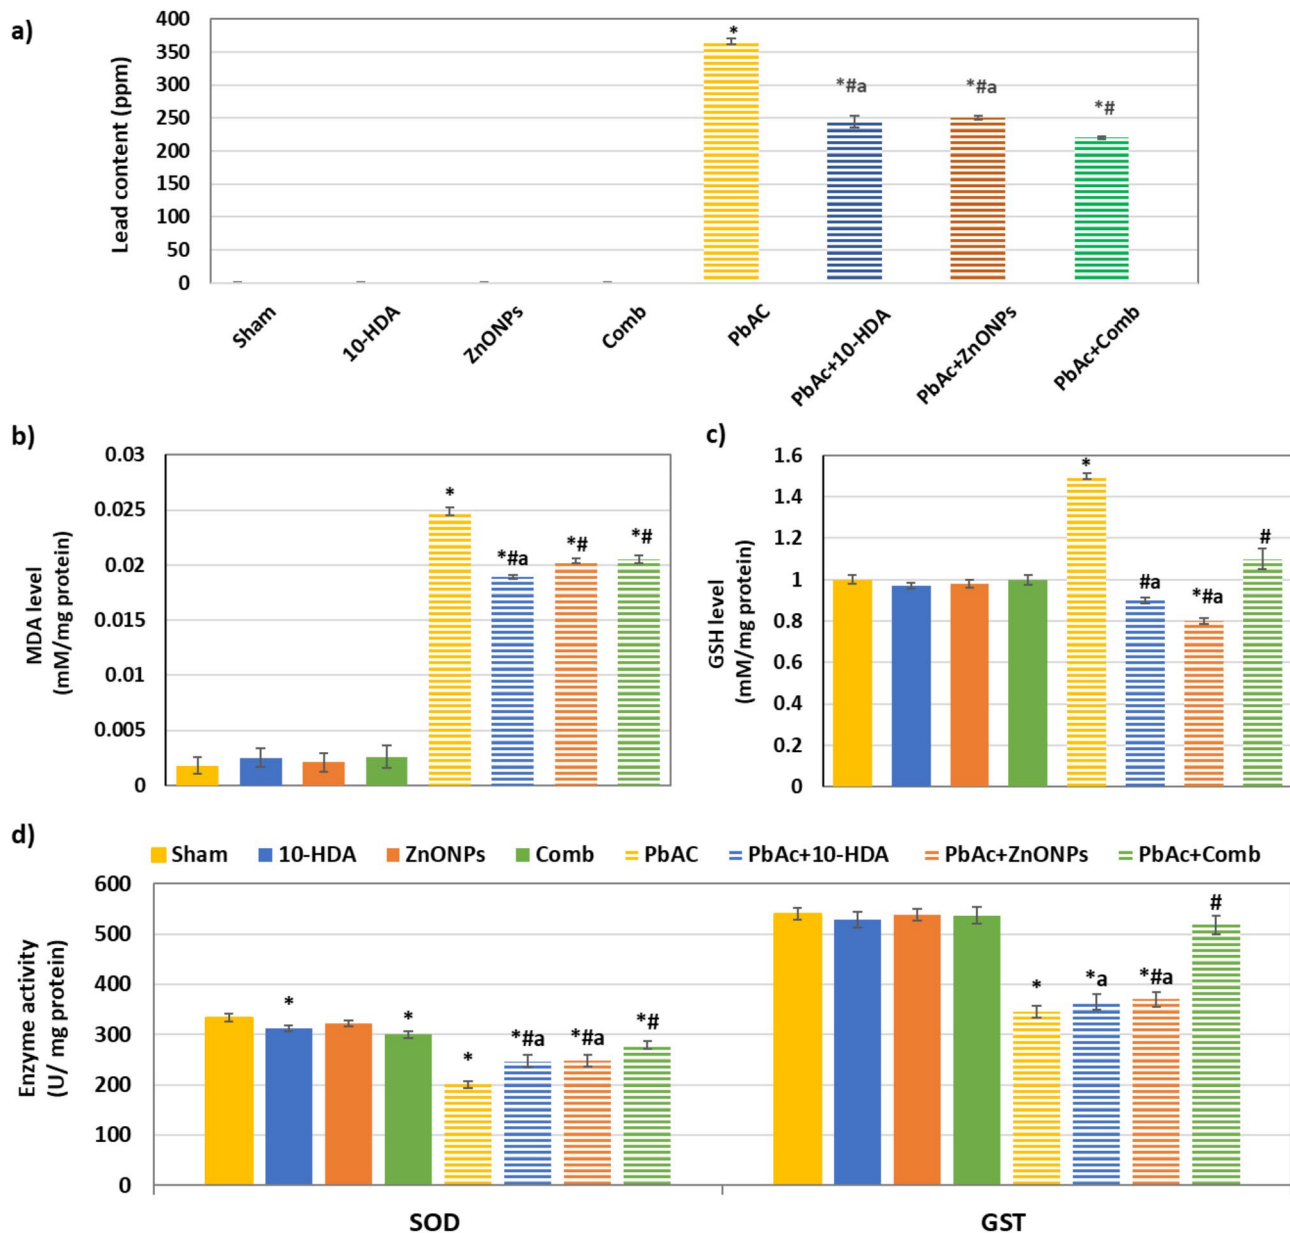 a)
Lead content (ppm)
400
350
300
250
200
150
100
50
0
*
*#a
*#a
*#
Sham
10-HDA
ZnONPs
Comb
PbAC
PbAc+10-HDA
PbAc+ZnONPs
PbAc+Comb
b)
MDA level
(mM/mg protein)
0.03
0.025
0.02
0.015
0.01
0.005
0
*
*#a
*#
*#
c)
GSH level
(mM/mg protein)
1.6
1.4
1.2
1
0.8
0.6
0.4
0.2
0
*
#a
*#a
#
d)
Sham 10-HDA ZnONPs Comb PbAC PbAc+10-HDA PbAc+ZnONPs PbAc+Comb
Enzyme activity
(U/ mg protein)
600
500
400
300
200
100
0
*
*
*
*#a
*#a
*#
*
*a
*#a
#
SOD
GST